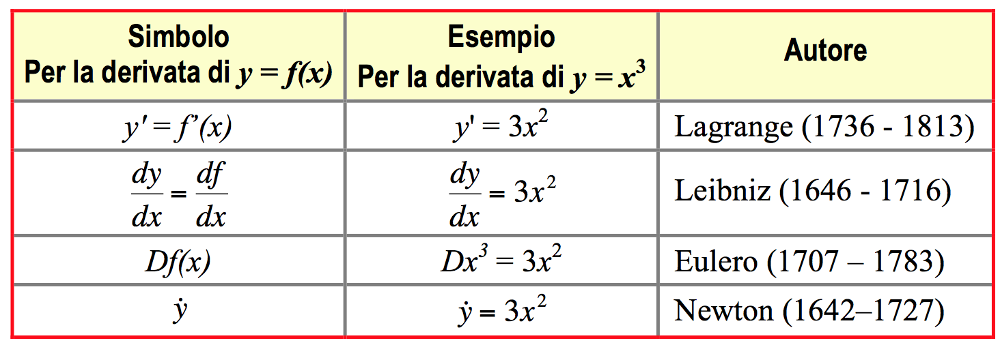 Simbolo
Per la derivata di y = f(x)
Esempio
Per la derivata di y = x³
Autore
y' = f’(x)
y' = 3x²
Lagrange (1736 - 1813)
dy/dx = df/dx
dy/dx = 3x²
Leibniz (1646 - 1716)
Df(x)
Dx³ = 3x²
Eulero (1707 – 1783)
ẏ
ẏ = 3x²
Newton (1642–1727)